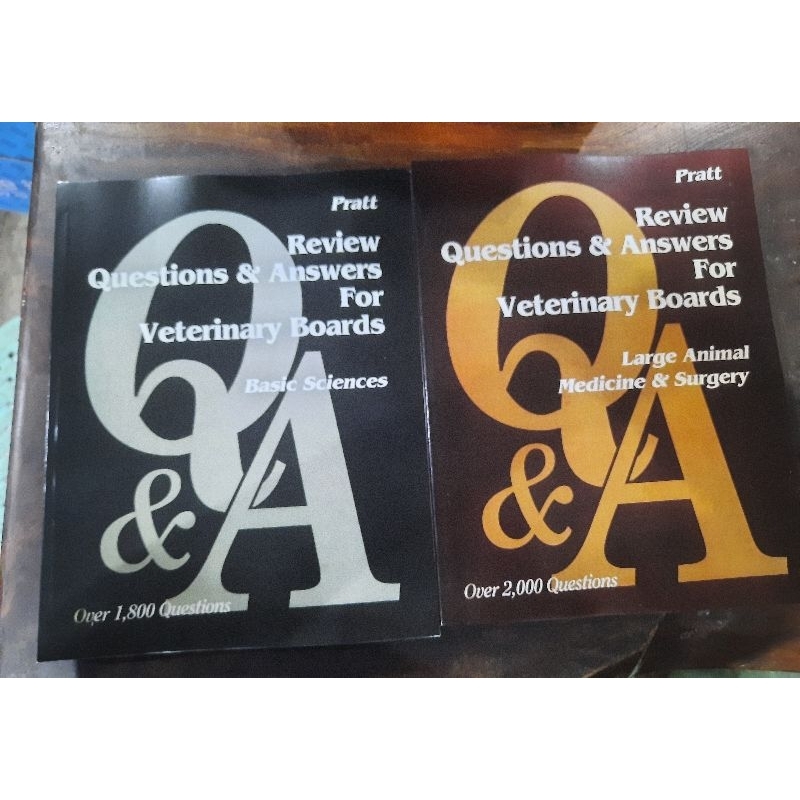 Pratt
Review
Questions & Answers
For
Veterinary Boards
Basic Sciences
Q
&A
Over 1,800 Questions
Pratt
Review
Questions & Answers
For
Veterinary Boards
Large Animal
Medicine & Surgery
Q
&A
Over 2,000 Questions